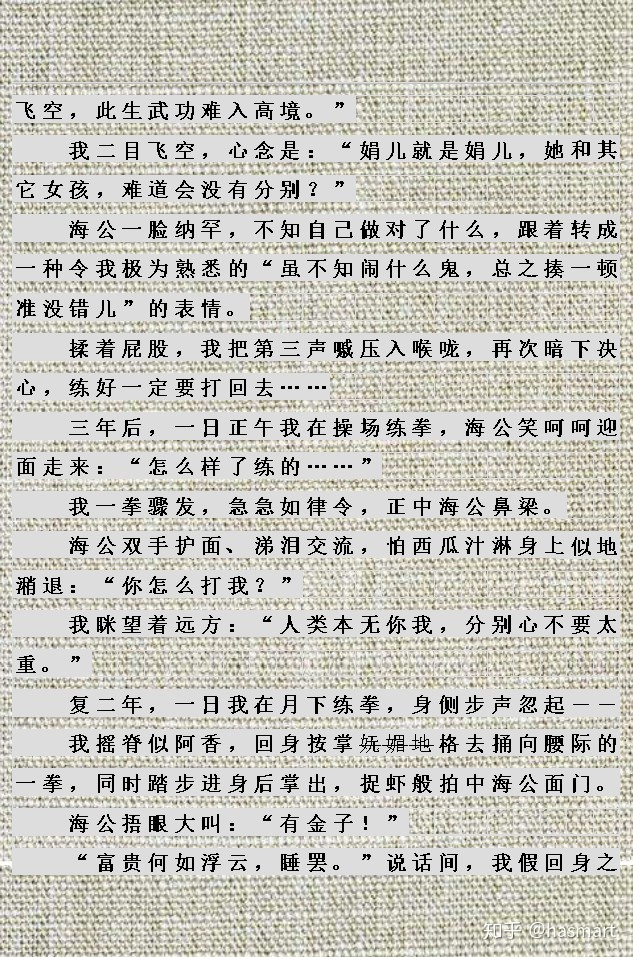 飞空，此生武功难入高境。”
我二目飞空，心念是：“娟儿就是娟儿，她和其
它女孩，难道会没有分别？”
海公一脸纳罕，不知自己做对了什么，跟着转成
一种令我极为熟悉的“虽不知闹什么鬼，总之揍一顿
准没错儿”的表情。
揉着屁股，我把第三声嘁压入喉咙，再次暗下决
心，练好一定要打回去……
三年后，一日正午我在操场练拳，海公笑呵呵迎
面走来：“怎么样了练的……”
我一拳骤发，急急如律令，正中海公鼻梁。
海公双手护面、涕泪交流，怕西瓜汁淋身上似地
潲退：“你怎么打我？”
我眯望着远方：“人类本无你我，分别心不要太
重。”
复二年，一日我在月下练拳，身侧步声忽起——
我摇脊似阿香，回身按掌妩媚地格去捅向腰际的
一拳，同时踏步进身后掌出，捉虾般拍中海公面门。
海公捂眼大叫：“有金子！”
“富贵何如浮云，睡罢。”说话间，我假回身之
知乎 @hasmart